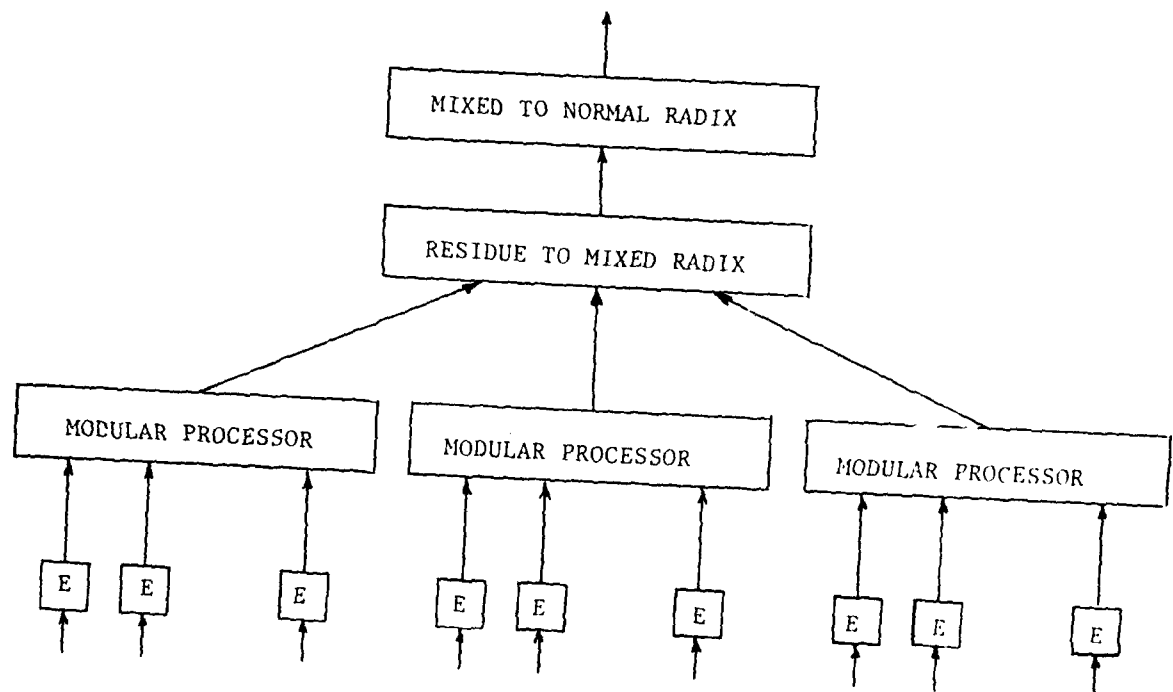 MIXED TO NORMAL RADIX
RESIDUE TO MIXED RADIX
MODULAR PROCESSOR
MODULAR PROCESSOR
MODULAR PROCESSOR
E
E
E
E
E
E
E
E
E